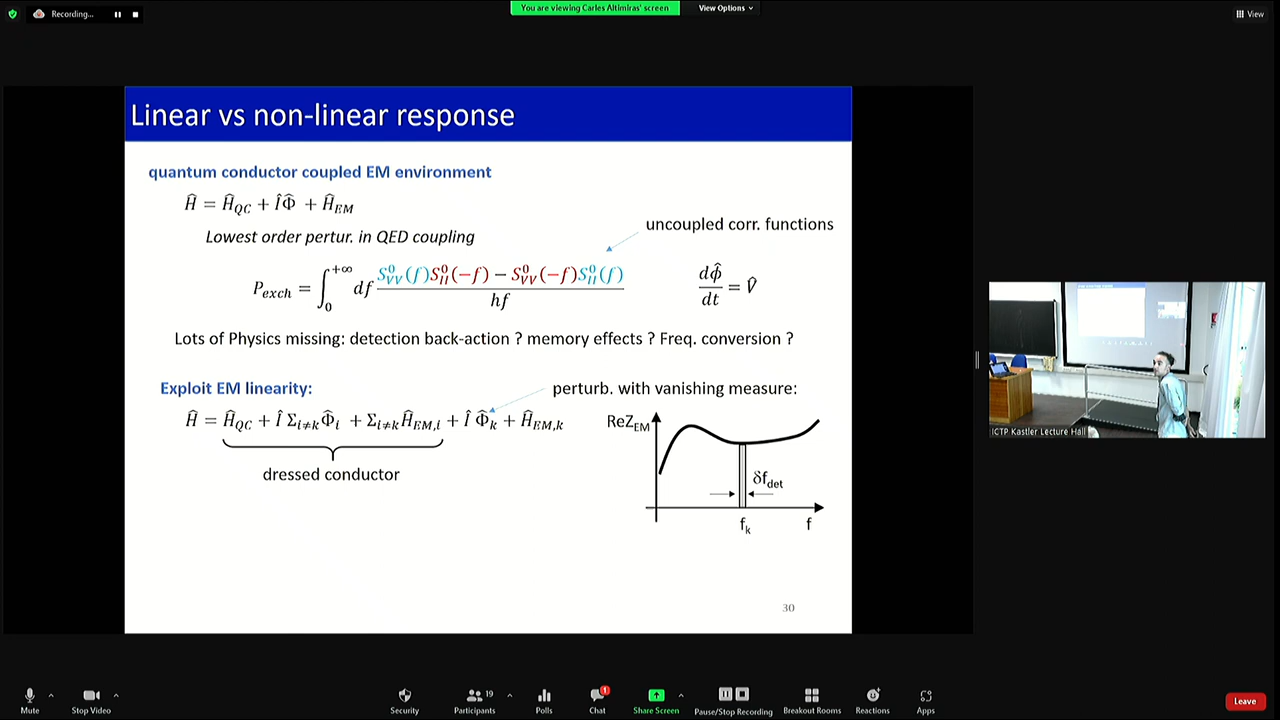 Recording...
You are viewing Carles Altimiras' screen
View Options
View
Linear vs non-linear response
quantum conductor coupled EM environment
Ĥ = Ĥ_QC + ÎΦ̂ + Ĥ_EM
uncoupled corr. functions
Lowest order pertur. in QED coupling
P_exch = ∫_0^{+∞} df (S^0_VV(f)S^0_II(−f) − S^0_VV(−f)S^0_II(f)) / hf
dϕ̂/dt = V̂
Lots of Physics missing: detection back-action ? memory effects ? Freq. conversion ?
Exploit EM linearity:
perturb. with vanishing measure:
Ĥ = Ĥ_QC + Î Σ_{i≠k}Φ̂_i + Σ_{i≠k}Ĥ_{EM,i} + Î Φ̂_k + Ĥ_{EM,k}
dressed conductor
ReZ_EM
δf_det
f_k
f
30
ICTP Kastler Lecture Hall
Mute
Stop Video
Security
Participants
19
Polls
Chat
1
Share Screen
Pause/Stop Recording
Breakout Rooms
Reactions
Apps
Leave